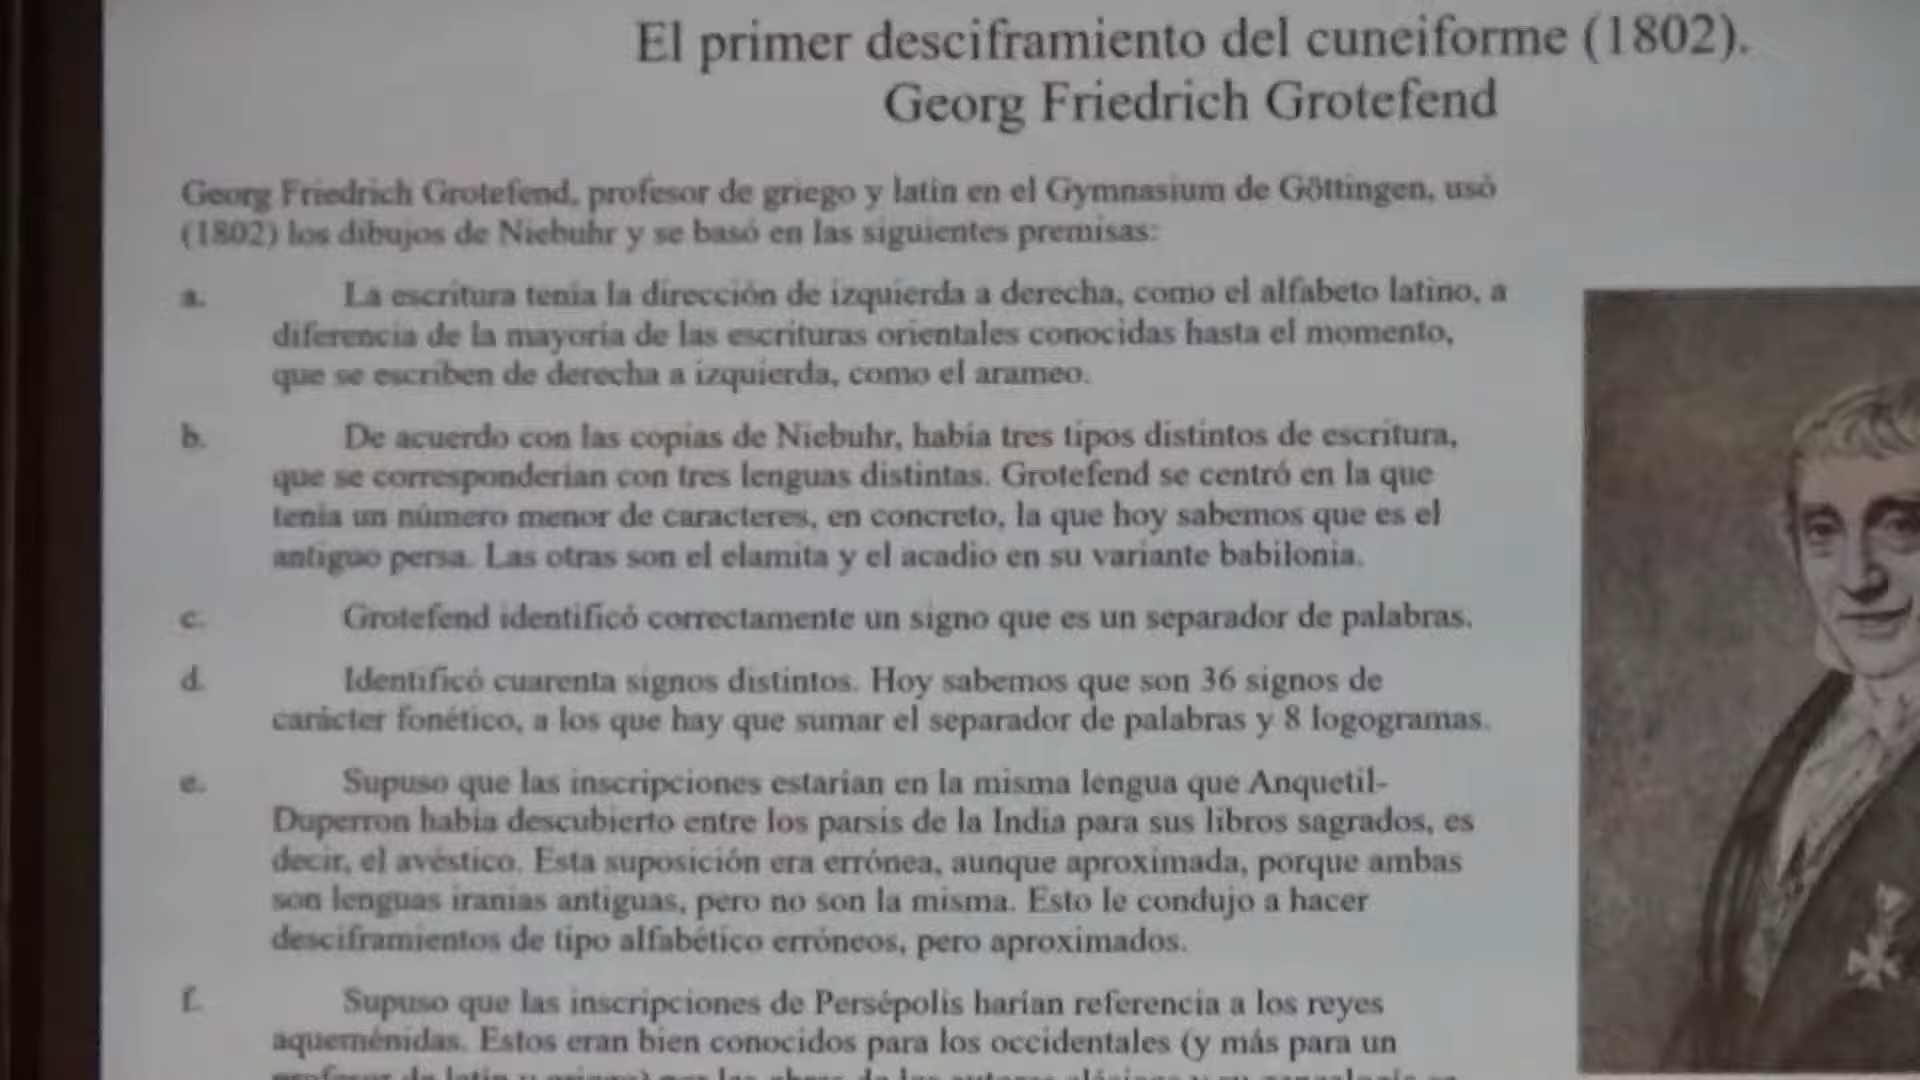 El primer desciframiento del cuneiforme (1802).
Georg Friedrich Grotefend
Georg Friedrich Grotefend, profesor de griego y latín en el Gymnasium de Göttingen, usó
(1802) los dibujos de Niebuhr y se basó en las siguientes premisas:
a. La escritura tenía la dirección de izquierda a derecha, como el alfabeto latino, a
diferencia de la mayoría de las escrituras orientales conocidas hasta el momento,
que se escriben de derecha a izquierda, como el arameo.
b. De acuerdo con las copias de Niebuhr, había tres tipos distintos de escritura,
que se corresponderían con tres lenguas distintas. Grotefend se centró en la que
tenía un número menor de caracteres, en concreto, la que hoy sabemos que es el
antiguo persa. Las otras son el elamita y el acadio en su variante babilonia.
c. Grotefend identificó correctamente un signo que es un separador de palabras.
d. Identificó cuarenta signos distintos. Hoy sabemos que son 36 signos de
carácter fonético, a los que hay que sumar el separador de palabras y 8 logogramas.
e. Supuso que las inscripciones estarían en la misma lengua que Anquetil-
Duperron había descubierto entre los parsis de la India para sus libros sagrados, es
decir, el avéstico. Esta suposición era errónea, aunque aproximada, porque ambas
son lenguas iranias antiguas, pero no son la misma. Esto le condujo a hacer
desciframientos de tipo alfabético erróneos, pero aproximados.
f. Supuso que las inscripciones de Persépolis harían referencia a los reyes
aqueménidas. Estos eran bien conocidos para los occidentales (y más para un